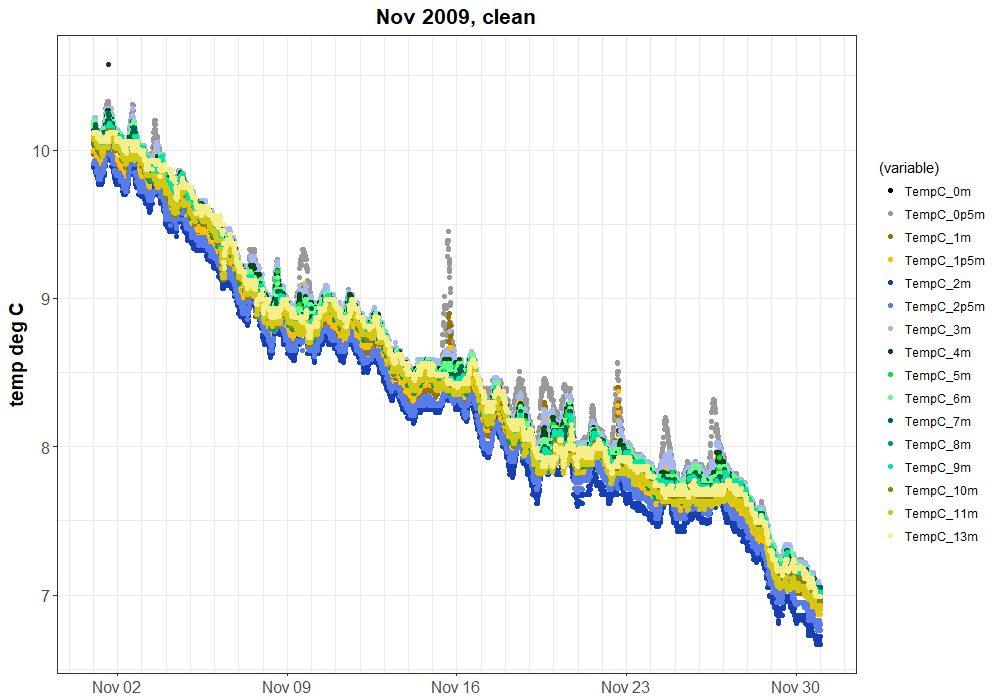 Nov 2009, clean
temp deg C
10
9
8
7
Nov 02
Nov 09
Nov 16
Nov 23
Nov 30
(variable)
TempC_0m
TempC_0p5m
TempC_1m
TempC_1p5m
TempC_2m
TempC_2p5m
TempC_3m
TempC_4m
TempC_5m
TempC_6m
TempC_7m
TempC_8m
TempC_9m
TempC_10m
TempC_11m
TempC_13m